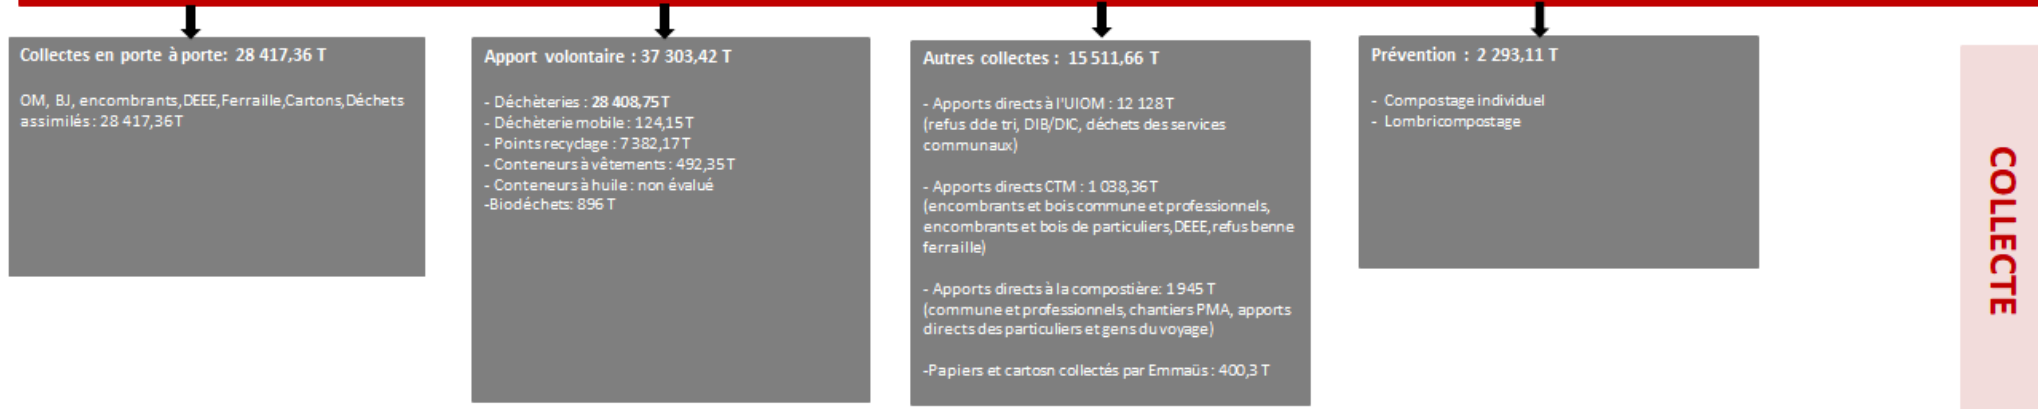 Collectes en porte à porte: 28 417,36 T
OM, BJ, encombrants,DEEE,Ferraille,Cartons,Déchets
assimilés : 28 417,36T
Apport volontaire : 37 303,42 T
- Déchèteries : 28 408,75T
- Déchèterie mobile : 124,15T
- Points recyclage : 7 382,17T
- Conteneurs à vêtements : 492,35T
- Conteneurs à huile : non évalué
-Biodéchets: 896 T
Autres collectes : 15 511,66 T
- Apports directs à l'UIOM : 12 128T
(refus dde tri, DIB/DIC, déchets des services
communaux)
- Apports directs CTM : 1 038,36T
(encombrants et bois commune et professionnels,
encombrants et bois de particuliers,DEEE,refus benne
ferraille)
- Apports directs à la compostière: 1 945 T
(commune et professionnels, chantiers PMA, apports
directs des particuliers et gens du voyage)
-Papiers et cartosn collectés par Emmaüs : 400,3 T
Prévention : 2 293,11 T
- Compostage individuel
- Lombricompostage
COLLECTE